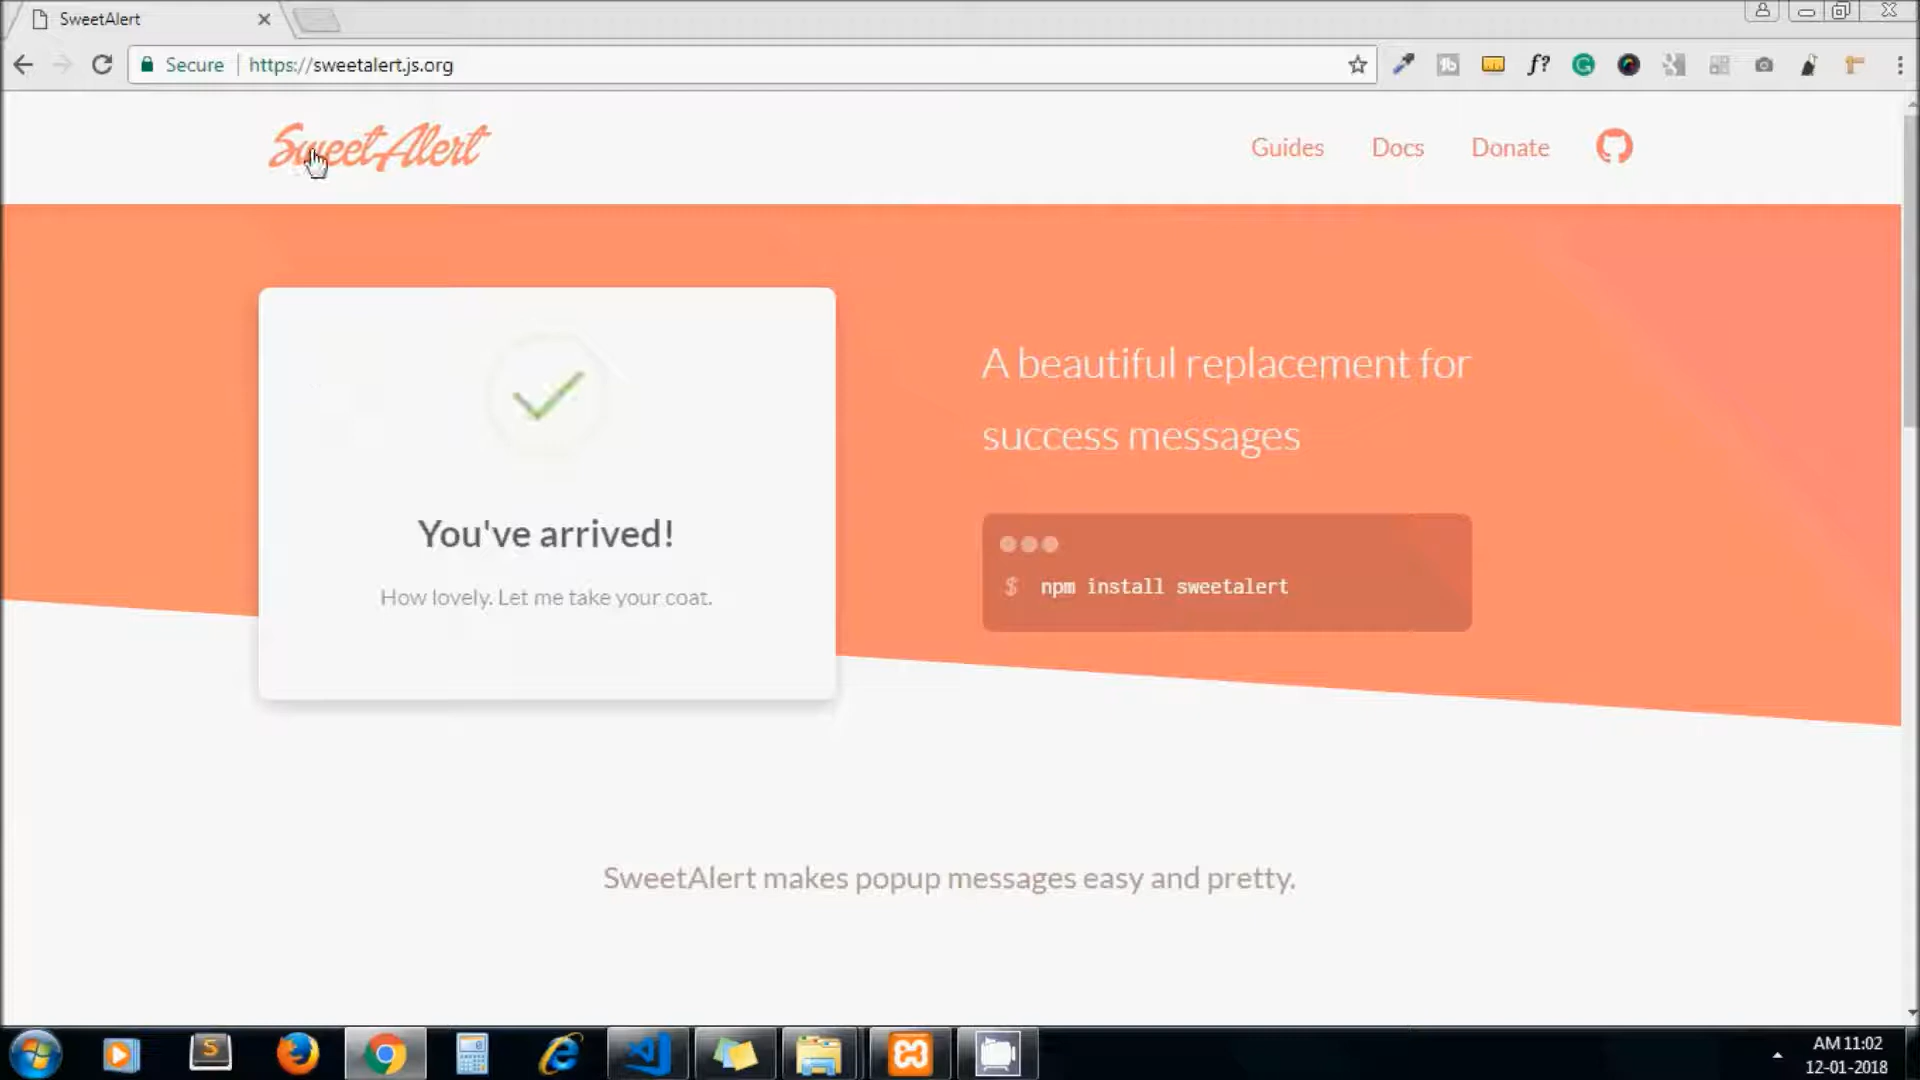 SweetAlert
Secure
https://sweetalert.js.org
f?
SweetAlert
Guides
Docs
Donate
You've arrived!
How lovely. Let me take your coat.
A beautiful replacement for
success messages
$ npm install sweetalert
SweetAlert makes popup messages easy and pretty.
AM 11:02
12-01-2018